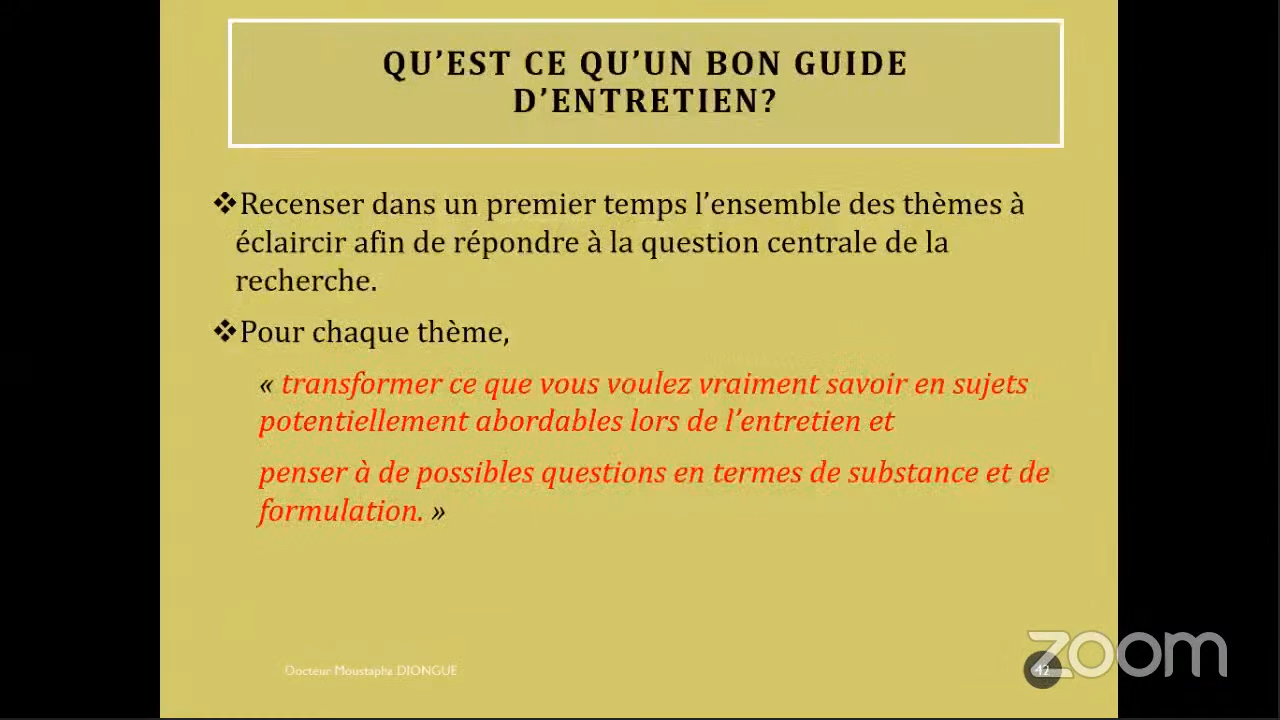 QU’EST CE QU’UN BON GUIDE
D’ENTRETIEN?
❖Recenser dans un premier temps l’ensemble des thèmes à
éclaircir afin de répondre à la question centrale de la
recherche.
❖Pour chaque thème,
« transformer ce que vous voulez vraiment savoir en sujets
potentiellement abordables lors de l’entretien et
penser à de possibles questions en termes de substance et de
formulation. »
Docteur Moustapha DIONGUE
42
zoom